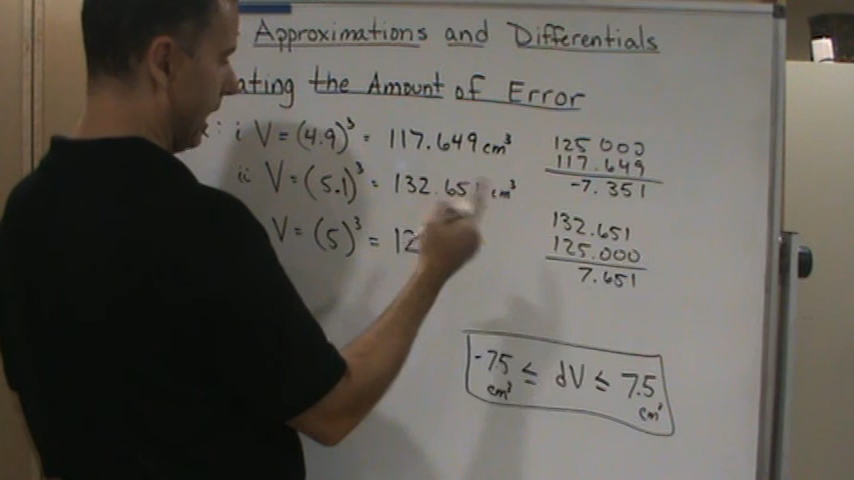 Approximations and Differentials
ating the Amount of Error
: i V = (4.9)³ = 117.649 cm³
ii V = (5.1)³ = 132.651 cm³
V = (5)³ = 12
125 000
117.649
-7.351
132.651
125.000
7.651
-7.5 cm³ ≤ dV ≤ 7.5 cm³